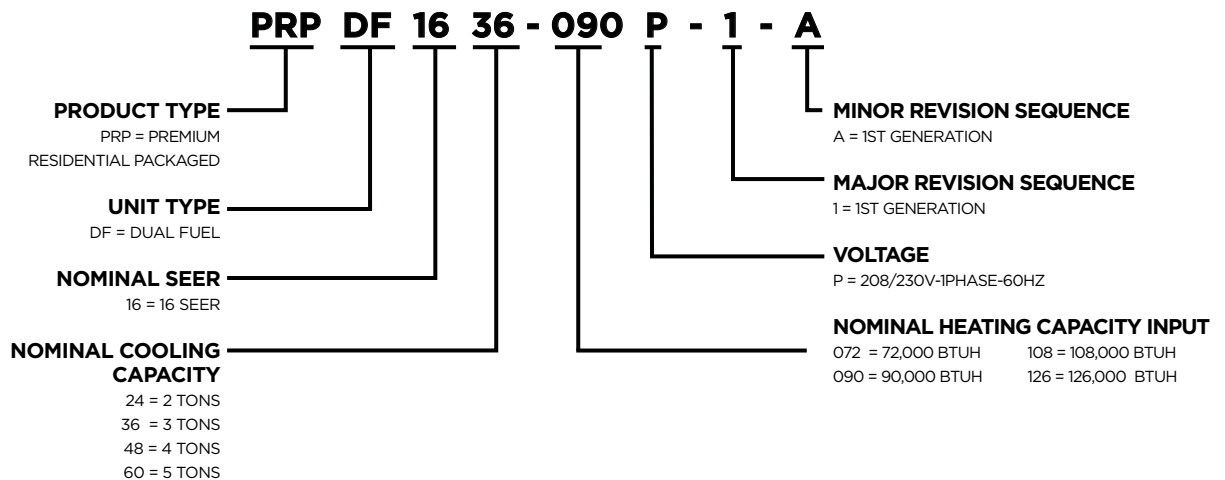 PRP DF 16 36 - 090 P - 1 - A
PRODUCT TYPE
PRP = PREMIUM
RESIDENTIAL PACKAGED
UNIT TYPE
DF = DUAL FUEL
NOMINAL SEER
16 = 16 SEER
NOMINAL COOLING
CAPACITY
24 = 2 TONS
36 = 3 TONS
48 = 4 TONS
60 = 5 TONS
MINOR REVISION SEQUENCE
A = 1ST GENERATION
MAJOR REVISION SEQUENCE
1 = 1ST GENERATION
VOLTAGE
P = 208/230V-1PHASE-60HZ
NOMINAL HEATING CAPACITY INPUT
072 = 72,000 BTUH 108 = 108,000 BTUH
090 = 90,000 BTUH 126 = 126,000 BTUH